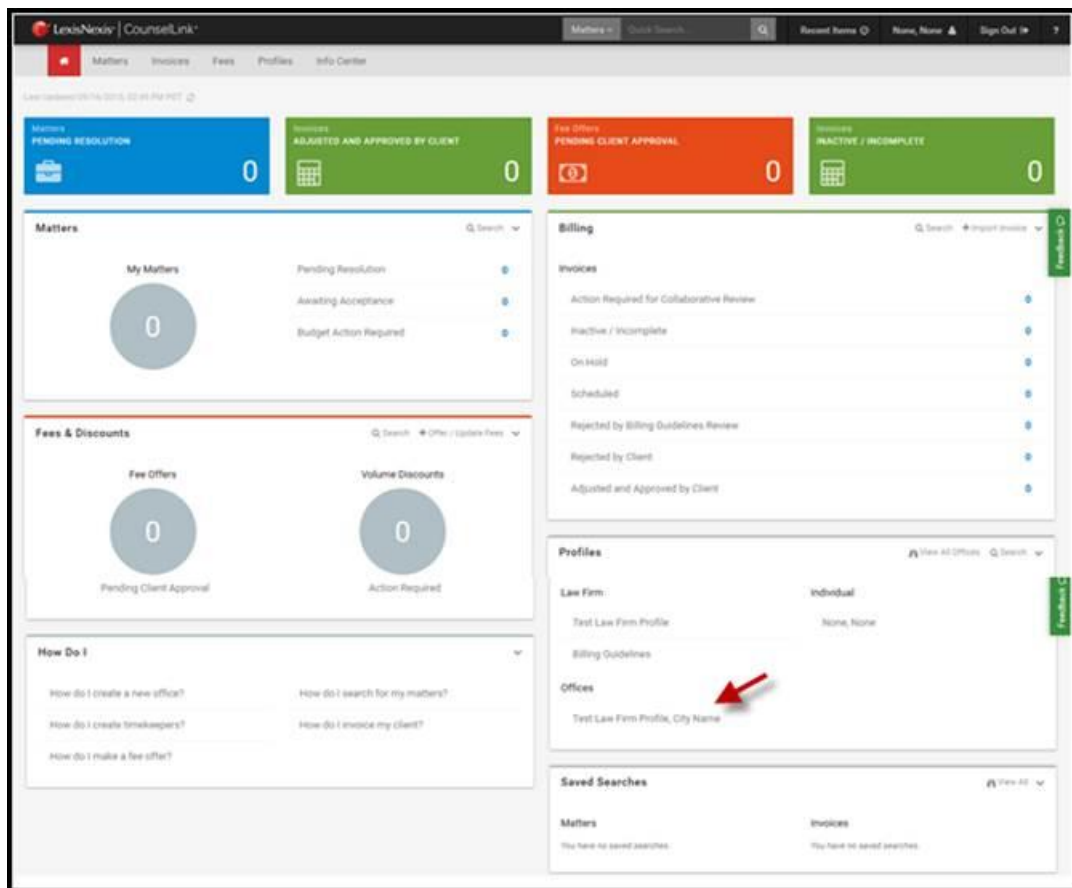 LexisNexis | CounselLink
Matters Quick Search... Recent Items None, None Sign Out ?
Matters Invoices Fees Profiles Info Center
Last Updated
Matters
PENDING RESOLUTION
0
Invoices
ADJUSTED AND APPROVED BY CLIENT
0
Fee Offers
PENDING CLIENT APPROVAL
0
Invoices
INACTIVE / INCOMPLETE
0
Matters Search
My Matters
0
Pending Resolution 0
Awaiting Acceptance 0
Budget Action Required 0
Fees & Discounts Search + Offer / Update Fees
Fee Offers
0
Pending Client Approval
Volume Discounts
0
Action Required
How Do I
How do I create a new office?
How do I search for my matters?
How do I create timekeepers?
How do I invoice my client?
How do I make a fee offer?
Billing Search + Import Invoice
Invoices
Action Required for Collaborative Review 0
Inactive / Incomplete 0
On Hold 0
Scheduled 0
Rejected by Billing Guidelines Review 0
Rejected by Client 0
Adjusted and Approved by Client 0
Feedback
Profiles View All Offices Search
Law Firm
Test Law Firm Profile
Billing Guidelines
Individual
None, None
Offices
Test Law Firm Profile, City Name
Feedback
Saved Searches View All
Matters
You have no saved searches.
Invoices
You have no saved searches.